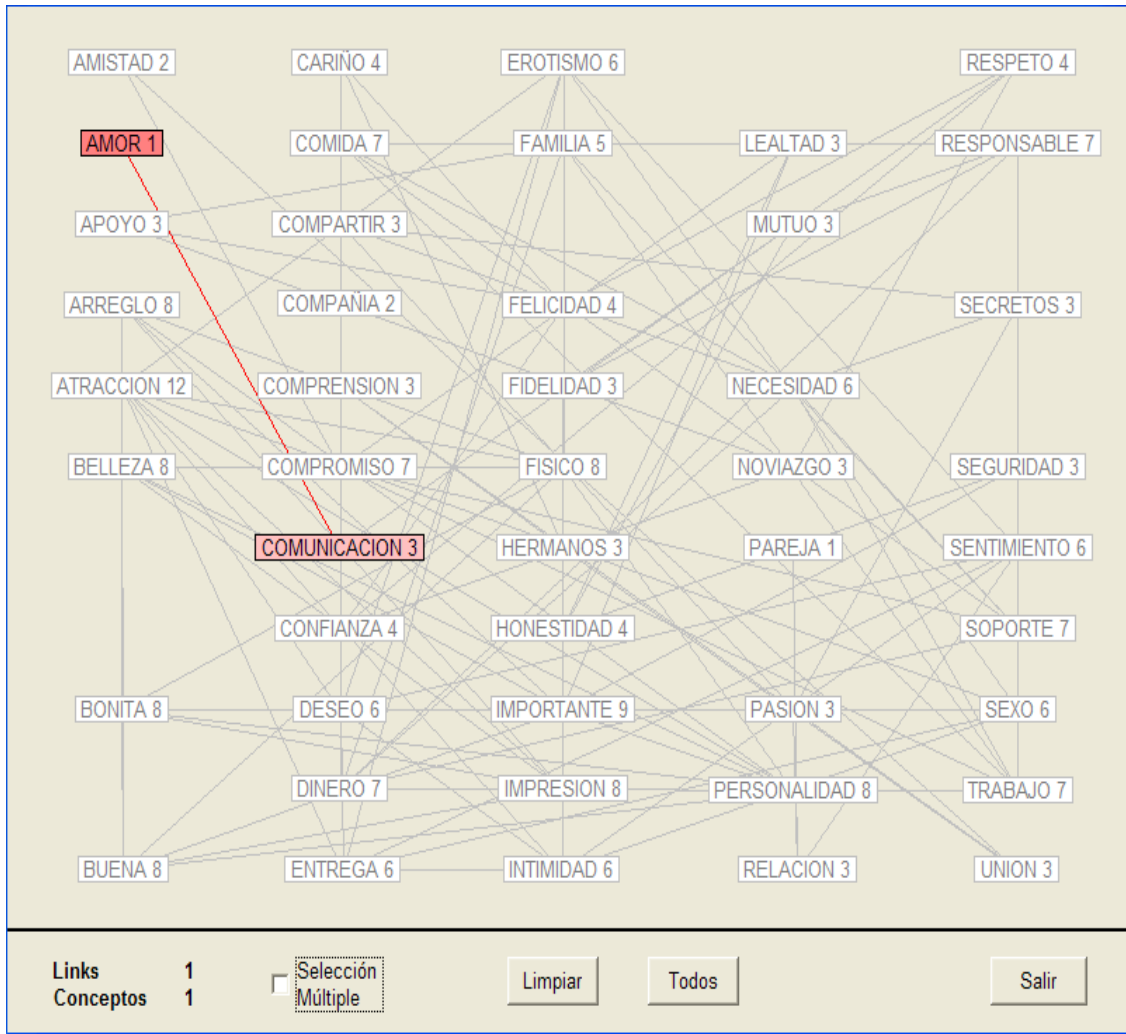 AMISTAD 2 CARIÑO 4 EROTISMO 6 RESPETO 4
AMOR 1 COMIDA 7 FAMILIA 5 LEALTAD 3 RESPONSABLE 7
APOYO 3 COMPARTIR 3 MUTUO 3
ARREGLO 8 COMPAÑIA 2 FELICIDAD 4 SECRETOS 3
ATRACCION 12 COMPRENSION 3 FIDELIDAD 3 NECESIDAD 6
BELLEZA 8 COMPROMISO 7 FISICO 8 NOVIAZGO 3 SEGURIDAD 3
COMUNICACION 3 HERMANOS 3 PAREJA 1 SENTIMIENTO 6
CONFIANZA 4 HONESTIDAD 4 SOPORTE 7
BONITA 8 DESEO 6 IMPORTANTE 9 PASION 3 SEXO 6
DINERO 7 IMPRESION 8 PERSONALIDAD 8 TRABAJO 7
BUENA 8 ENTREGA 6 INTIMIDAD 6 RELACION 3 UNION 3
Links 1
Conceptos 1
Selección
Múltiple
Limpiar
Todos
Salir